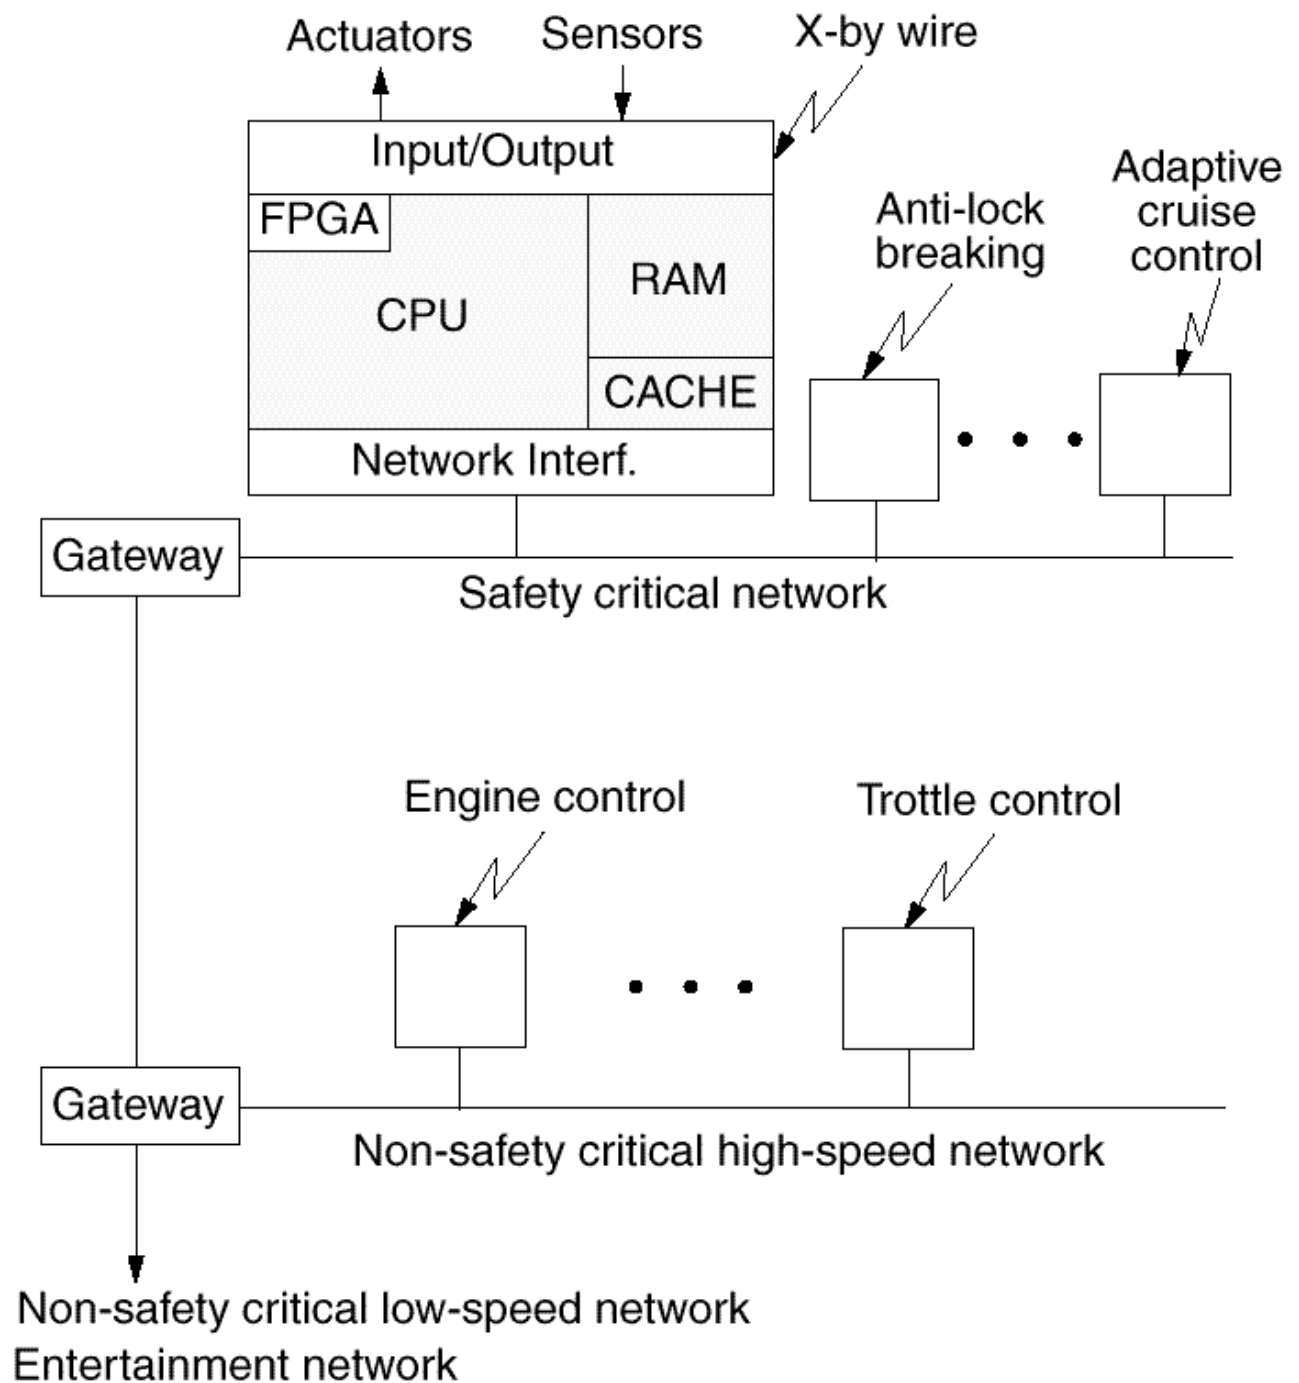 Actuators
Sensors
X-by wire
Input/Output
FPGA
CPU
RAM
CACHE
Network Interf.
Anti-lock
breaking
Adaptive
cruise
control
Gateway
Safety critical network
Engine control
Trottle control
Gateway
Non-safety critical high-speed network
Non-safety critical low-speed network
Entertainment network